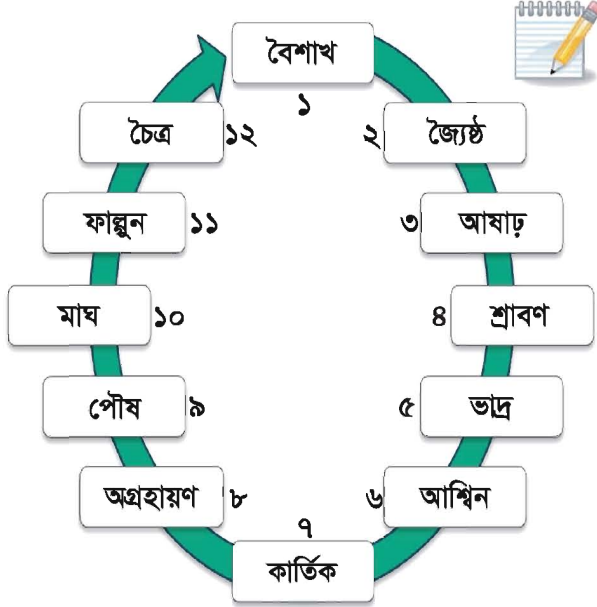 বৈশাখ
১
জ্যৈষ্ঠ
২
আষাঢ়
৩
শ্রাবণ
৪
ভাদ্র
৫
আশ্বিন
৬
কার্তিক
৭
অগ্রহায়ণ
৮
পৌষ
৯
মাঘ
১০
ফাল্গুন
১১
চৈত্র
১২